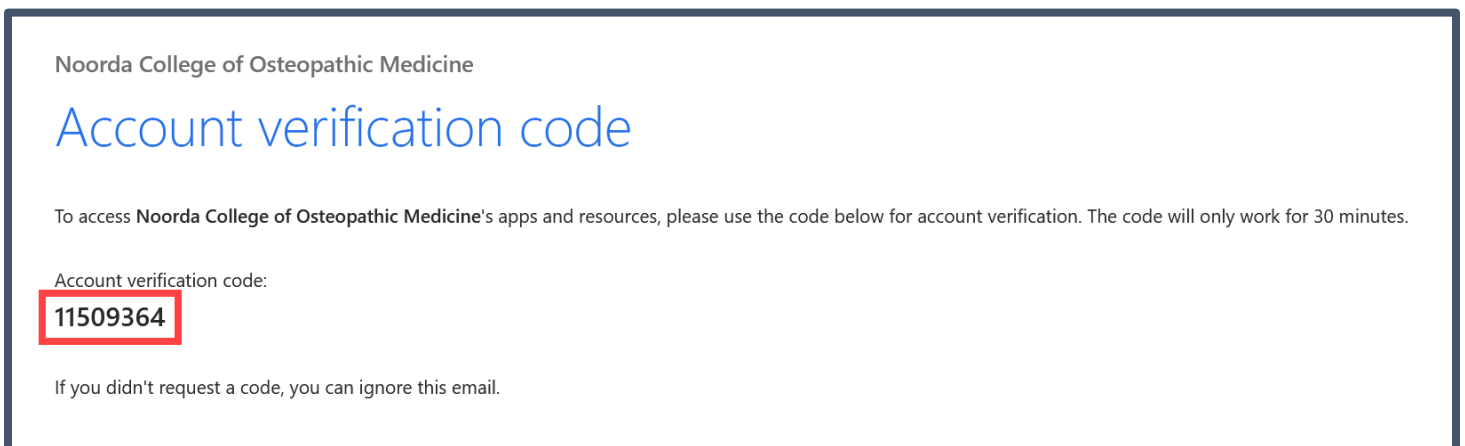 Noorda College of Osteopathic Medicine
Account verification code
To access Noorda College of Osteopathic Medicine's apps and resources, please use the code below for account verification. The code will only work for 30 minutes.
Account verification code:
11509364
If you didn't request a code, you can ignore this email.